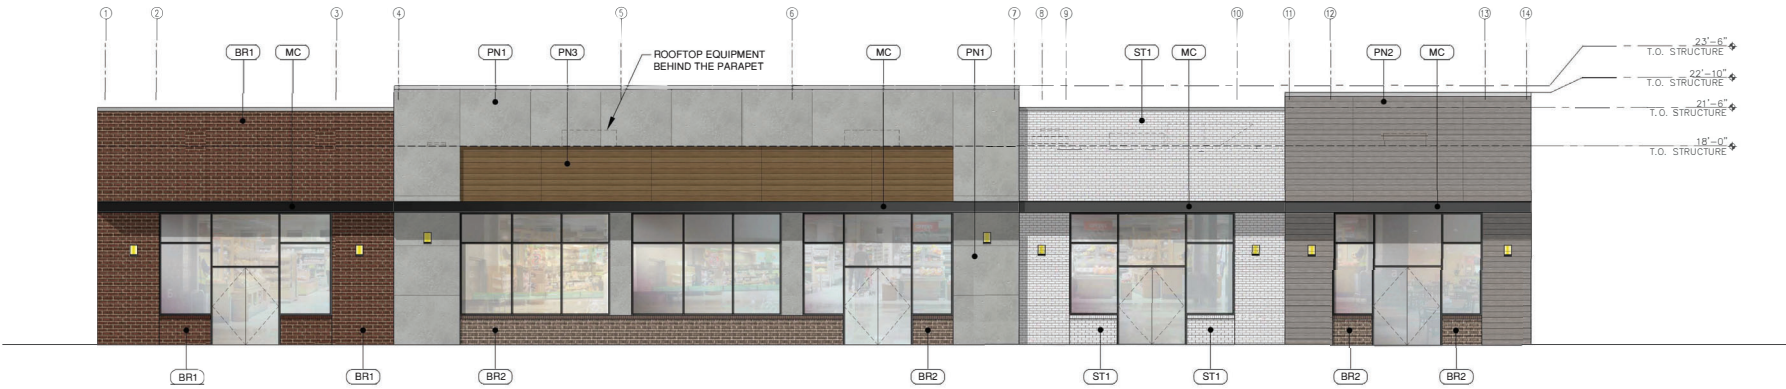 1 2 3 4 5 6 7 8 9 10 11 12 13 14
BR1 MC PN1 PN3 ROOFTOP EQUIPMENT MC PN1 ST1 MC PN2 MC
BEHIND THE PARAPET
23'-6"
T.O. STRUCTURE
22'-10"
T.O. STRUCTURE
21'-6"
T.O. STRUCTURE
18'-0"
T.O. STRUCTURE
BR1 BR1 BR2 BR2 ST1 ST1 BR2 BR2